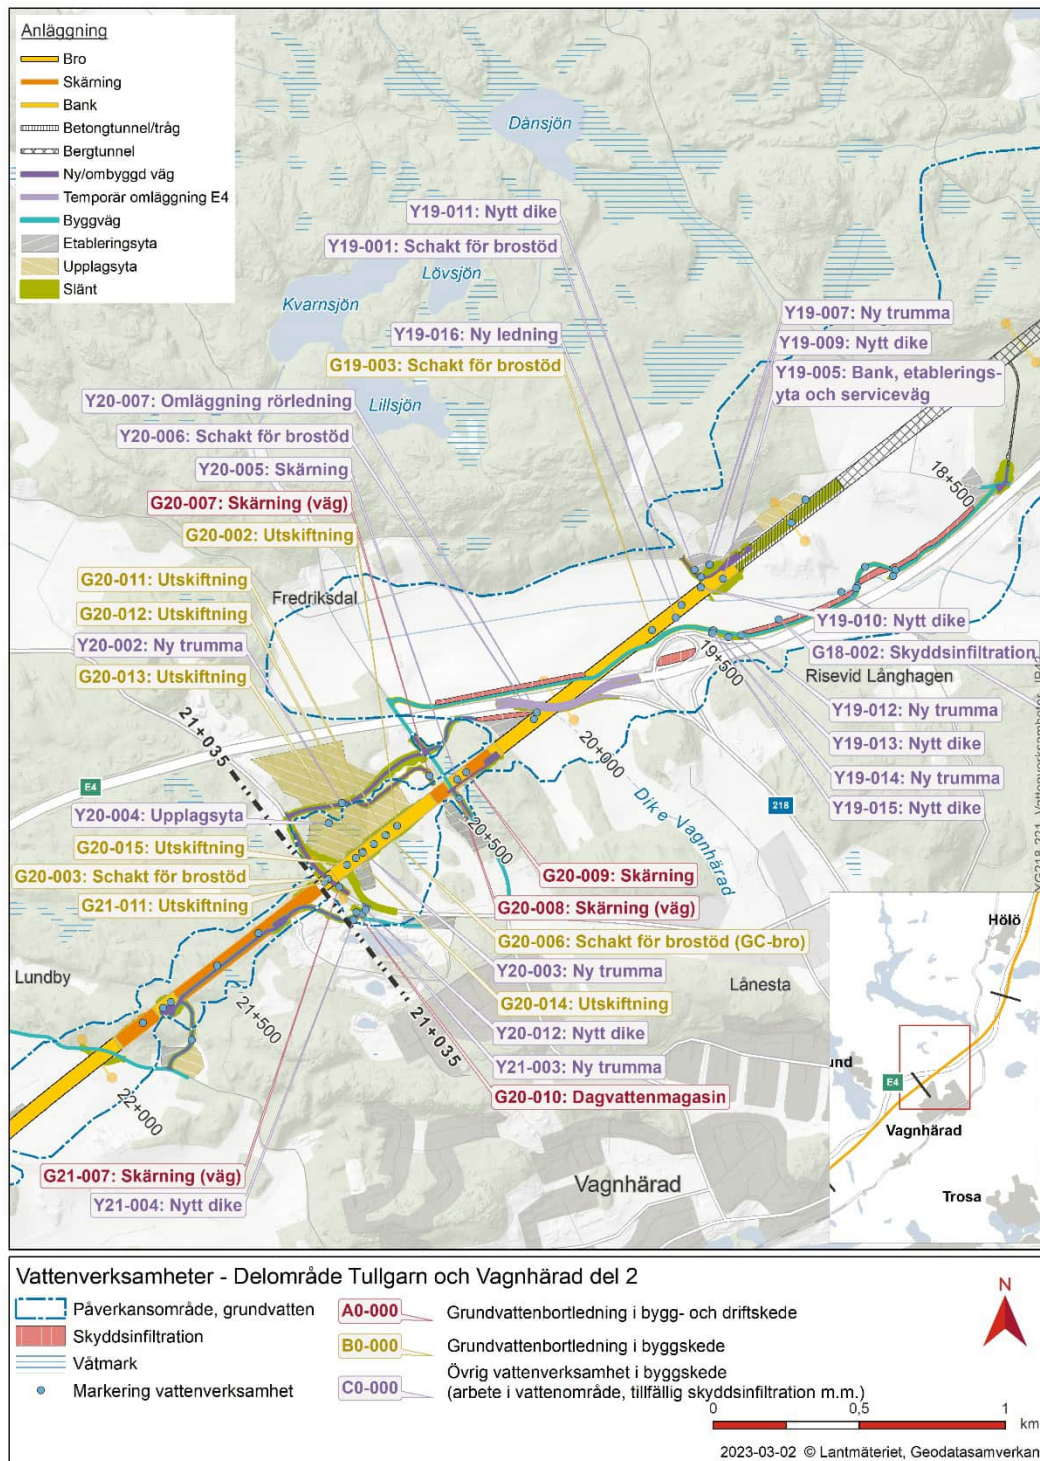 Anläggning
Bro
Skärning
Bank
Betongtunnel/tråg
Bergtunnel
Ny/ombyggd väg
Temporär omläggning E4
Byggväg
Etableringsyta
Upplagsyta
Slänt
Dånsjön
Y19-011: Nytt dike
Y19-001: Schakt för brostöd
Lövsjön
Kvarnsjön
Y19-007: Ny trumma
Y19-016: Ny ledning
Y19-009: Nytt dike
G19-003: Schakt för brostöd
Y19-005: Bank, etablerings-
yta och serviceväg
Lillsjön
Y20-007: Omläggning rörledning
Y20-006: Schakt för brostöd
Y20-005: Skärning
18+500
G20-007: Skärning (väg)
G20-002: Utskiftning
G20-011: Utskiftning
Fredriksdal
G20-012: Utskiftning
Y19-010: Nytt dike
Y20-002: Ny trumma
G18-002: Skyddsinfiltration
19+500
G20-013: Utskiftning
Risevid Långhagen
21+035
Y19-012: Ny trumma
20+000
Y19-013: Nytt dike
E4
Y19-014: Ny trumma
218
Y19-015: Nytt dike
Y20-004: Upplagsyta
Dike Vagnhärad
20+500
G20-015: Utskiftning
G20-003: Schakt för brostöd
G20-009: Skärning
G21-011: Utskiftning
G20-008: Skärning (väg)
G20-006: Schakt för brostöd (GC-bro)
Hölö
Y20-003: Ny trumma
Lundby
Lånesta
G20-014: Utskiftning
21+500
21+035
Y20-012: Nytt dike
Y21-003: Ny trumma
und
E4
G20-010: Dagvattenmagasin
22+000
Vagnhärad
G21-007: Skärning (väg)
Vagnhärad
Trosa
Y21-004: Nytt dike
Vattenverksamheter - Delområde Tullgarn och Vagnhärad del 2
Påverkansområde, grundvatten
Skyddsinfiltration
Våtmark
Markering vattenverksamhet
A0-000 Grundvattenbortledning i bygg- och driftskede
B0-000 Grundvattenbortledning i byggskede
C0-000 Övrig vattenverksamhet i byggskede
(arbete i vattenområde, tillfällig skyddsinfiltration m.m.)
N
0 0,5 1
km
2023-03-02 © Lantmäteriet, Geodatasamverkan